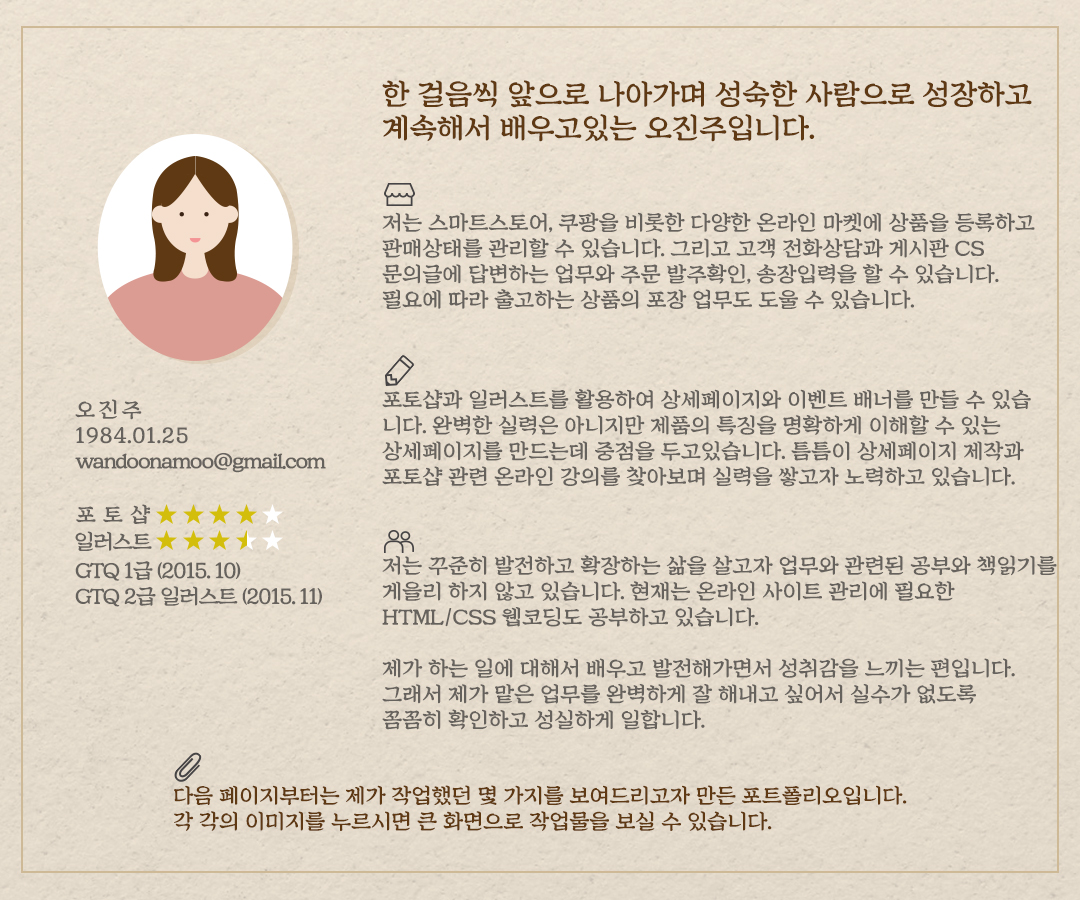 한 걸음씩 앞으로 나아가며 성숙한 사람으로 성장하고
계속해서 배우고있는 오진주입니다.
저는 스마트스토어, 쿠팡을 비롯한 다양한 온라인 마켓에 상품을 등록하고
판매상태를 관리할 수 있습니다. 그리고 고객 전화상담과 게시판 CS
문의글에 답변하는 업무와 주문 발주확인, 송장입력을 할 수 있습니다.
필요에 따라 출고하는 상품의 포장 업무도 도울 수 있습니다.
포토샵과 일러스트를 활용하여 상세페이지와 이벤트 배너를 만들 수 있습
니다. 완벽한 실력은 아니지만 제품의 특징을 명확하게 이해할 수 있는
상세페이지를 만드는데 중점을 두고있습니다. 틈틈이 상세페이지 제작과
포토샵 관련 온라인 강의를 찾아보며 실력을 쌓고자 노력하고 있습니다.
저는 꾸준히 발전하고 확장하는 삶을 살고자 업무와 관련된 공부와 책읽기를
게을리 하지 않고 있습니다. 현재는 온라인 사이트 관리에 필요한
HTML/CSS 웹코딩도 공부하고 있습니다.
제가 하는 일에 대해서 배우고 발전해가면서 성취감을 느끼는 편입니다.
그래서 제가 맡은 업무를 완벽하게 잘 해내고 싶어서 실수가 없도록
꼼꼼히 확인하고 성실하게 일합니다.
오진주
1984.01.25
wandoonamoo@gmail.com
포 토 샵
일러스트
GTQ 1급 (2015. 10)
GTQ 2급 일러스트 (2015. 11)
다음 페이지부터는 제가 작업했던 몇 가지를 보여드리고자 만든 포트폴리오입니다.
각 각의 이미지를 누르시면 큰 화면으로 작업물을 보실 수 있습니다.